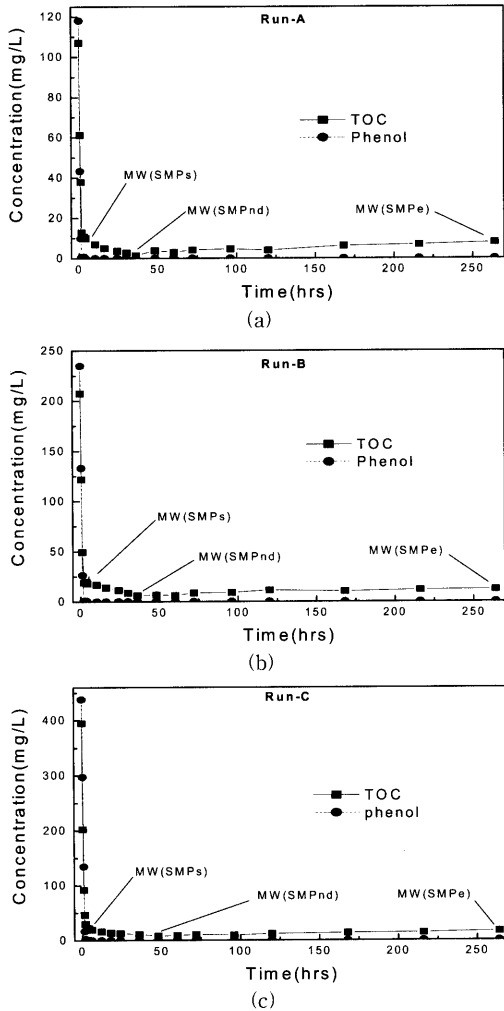 Run-A
Concentration(mg/L)
120
100
80
60
40
20
0
TOC
Phenol
MW(SMPs)
MW(SMPnd)
MW(SMPe)
0
50
100
150
200
250
Time(hrs)
(a)
Run-B
Concentration(mg/L)
250
200
150
100
50
0
TOC
Phenol
MW(SMPs)
MW(SMPnd)
MW(SMPe)
0
50
100
150
200
250
Time(hrs)
(b)
Run-C
Concentration(mg/L)
400
300
200
100
0
TOC
phenol
MW(SMPs)
MW(SMPnd)
MW(SMPe)
0
50
100
150
200
250
Time(hrs)
(c)